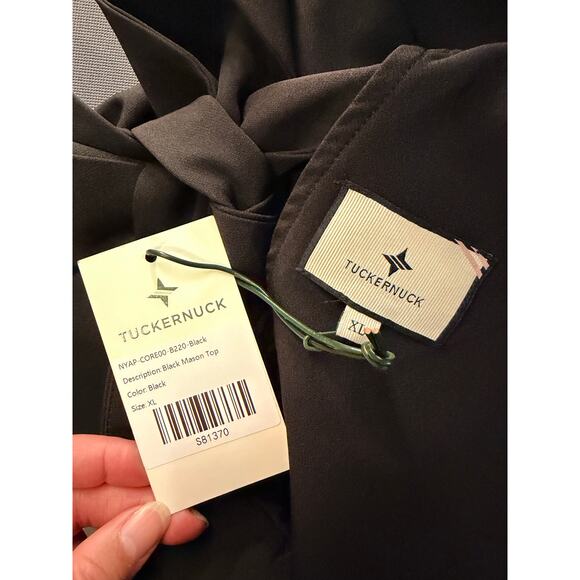 TUCKERNUCK
NYAP-CORE00-B220-Black
Description: Black Mason Top
Color: Black
Size: XL
S81370
TUCKERNUCK
XL